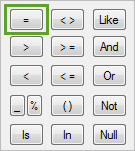 = < > Like
> > = And
< < = Or
_ % ( ) Not
Is In Null